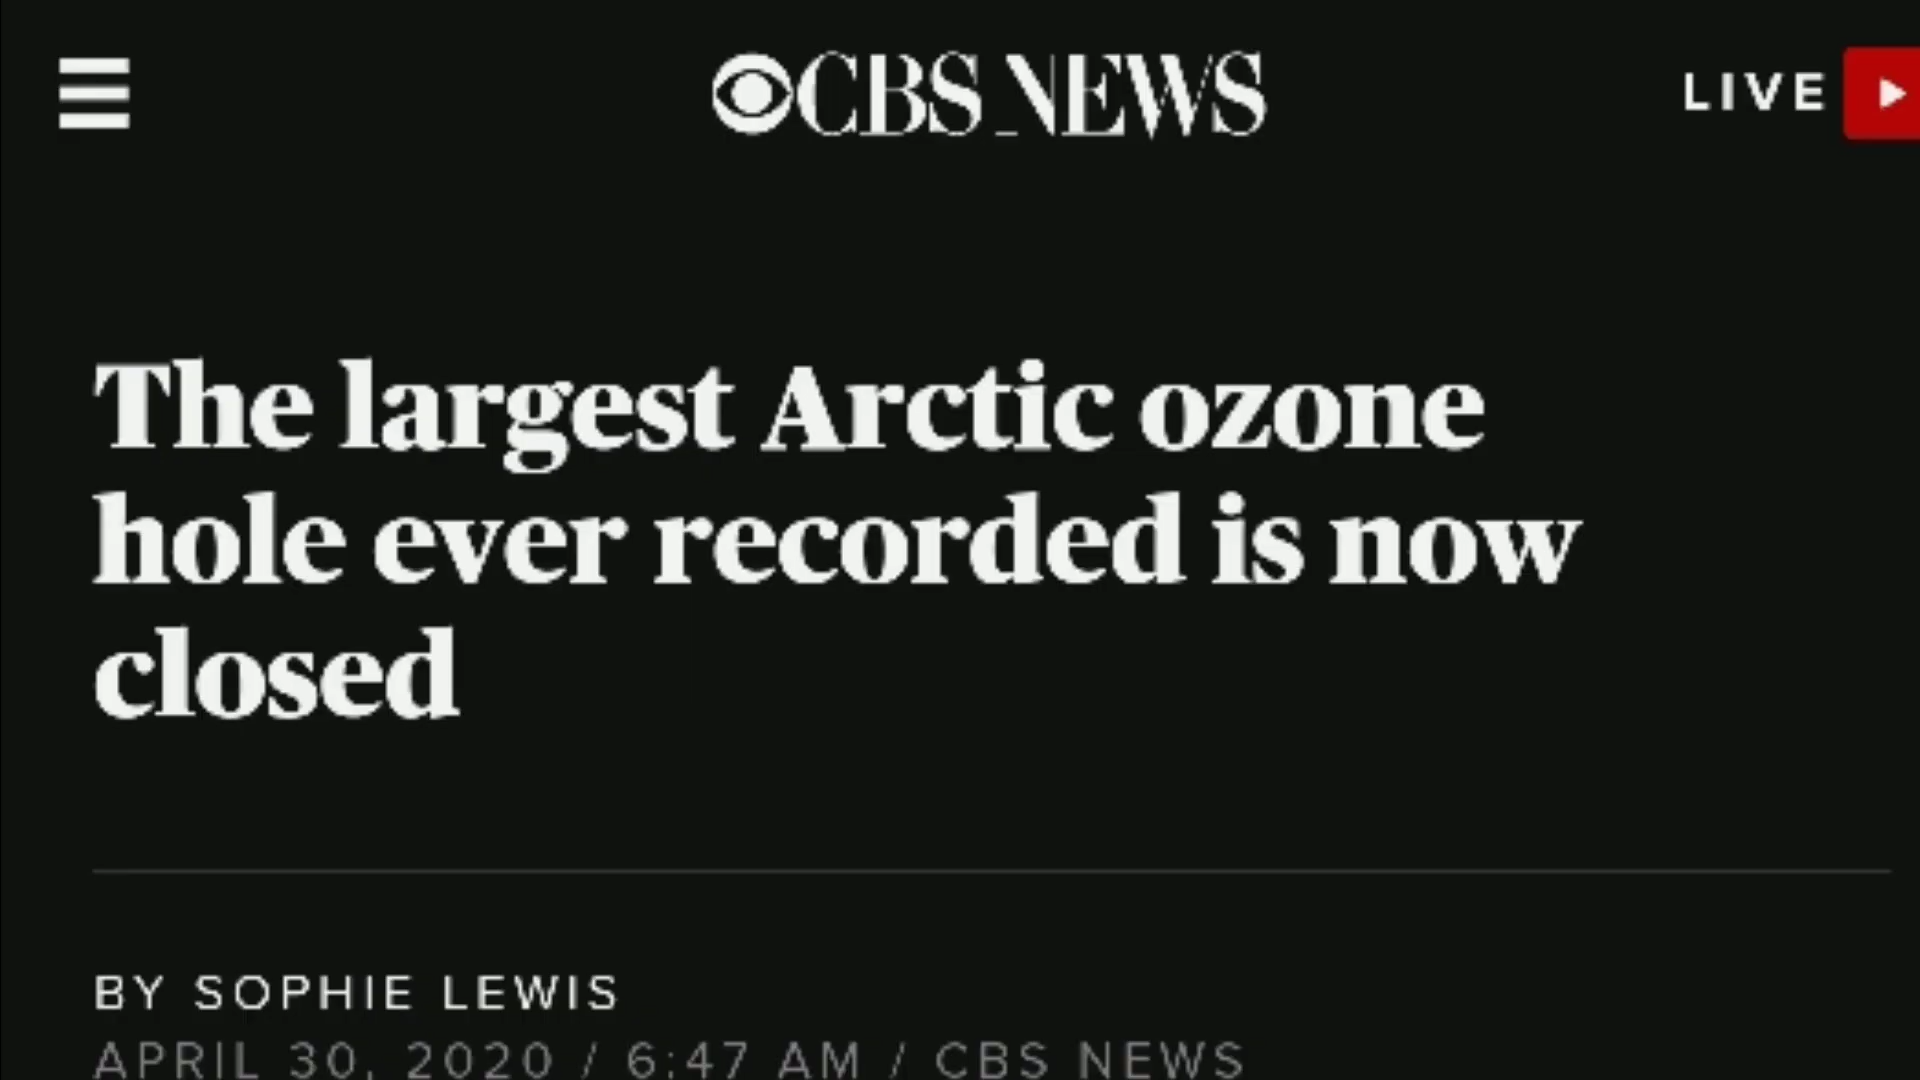 CBS NEWS
LIVE
The largest Arctic ozone
hole ever recorded is now
closed
BY SOPHIE LEWIS
APRIL 30, 2020 / 6:47 AM / CBS NEWS